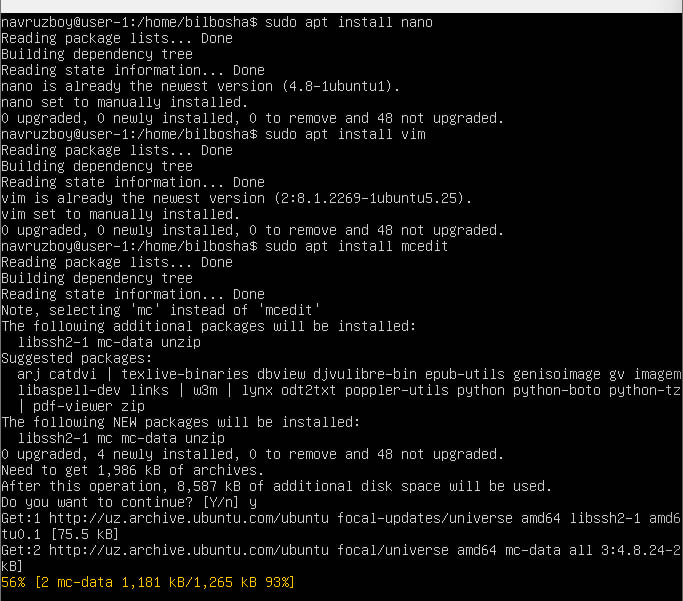 navruzboy@user-1:/home/bilbosha$ sudo apt install nano
Reading package lists... Done
Building dependency tree
Reading state information... Done
nano is already the newest version (4.8-1ubuntu1).
nano set to manually installed.
0 upgraded, 0 newly installed, 0 to remove and 48 not upgraded.
navruzboy@user-1:/home/bilbosha$ sudo apt install vim
Reading package lists... Done
Building dependency tree
Reading state information... Done
vim is already the newest version (2:8.1.2269-1ubuntu5.25).
vim set to manually installed.
0 upgraded, 0 newly installed, 0 to remove and 48 not upgraded.
navruzboy@user-1:/home/bilbosha$ sudo apt install mcedit
Reading package lists... Done
Building dependency tree
Reading state information... Done
Note, selecting 'mc' instead of 'mcedit'
The following additional packages will be installed:
  libssh2-1 mc-data unzip
Suggested packages:
  arj catdvi | texlive-binaries dbview djvulibre-bin epub-utils genisoimage gv imagem
  libaspell-dev links | w3m | lynx odt2txt poppler-utils python python-boto python-tz
  | pdf-viewer zip
The following NEW packages will be installed:
  libssh2-1 mc mc-data unzip
0 upgraded, 4 newly installed, 0 to remove and 48 not upgraded.
Need to get 1,986 kB of archives.
After this operation, 8,587 kB of additional disk space will be used.
Do you want to continue? [Y/n] y
Get:1 http://uz.archive.ubuntu.com/ubuntu focal-updates/universe amd64 libssh2-1 amd6
tu0.1 [75.5 kB]
Get:2 http://uz.archive.ubuntu.com/ubuntu focal/universe amd64 mc-data all 3:4.8.24-2
kB]
56% [2 mc-data 1,181 kB/1,265 kB 93%]